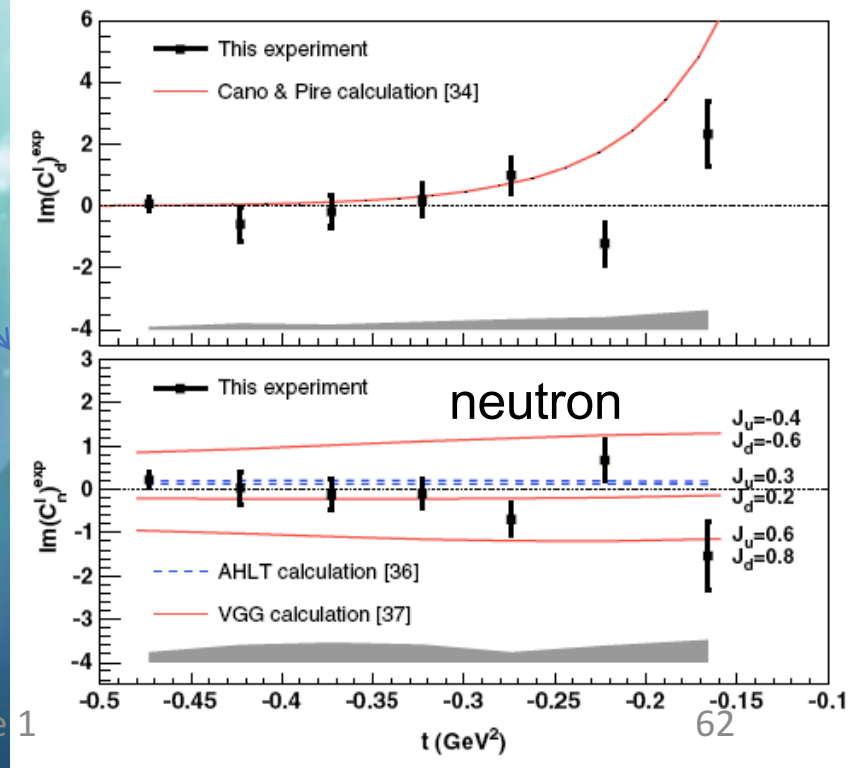 6
This experiment
4
Cano & Pire calculation [34]
2
0
-2
-4
Im(C^I_d)^exp
3
This experiment
neutron
2
J_u=-0.4
J_d=-0.6
1
J_u=0.3
0
J_d=0.2
-1
J_u=0.6
J_d=0.8
-2
AHLT calculation [36]
-3
VGG calculation [37]
-4
Im(C^I_n)^exp
-0.5 -0.45 -0.4 -0.35 -0.3 -0.25 -0.2 -0.15 -0.1
e 1
t (GeV²)
62